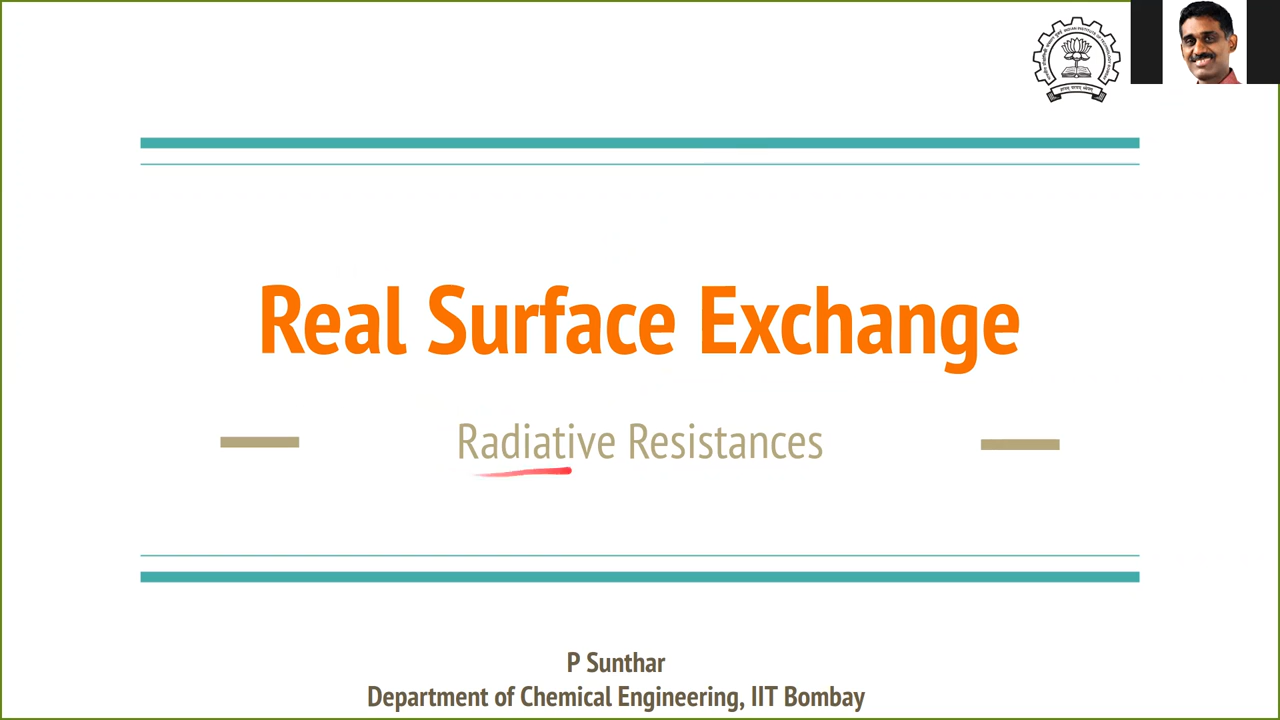 Real Surface Exchange
Radiative Resistances
P Sunthar
Department of Chemical Engineering, IIT Bombay